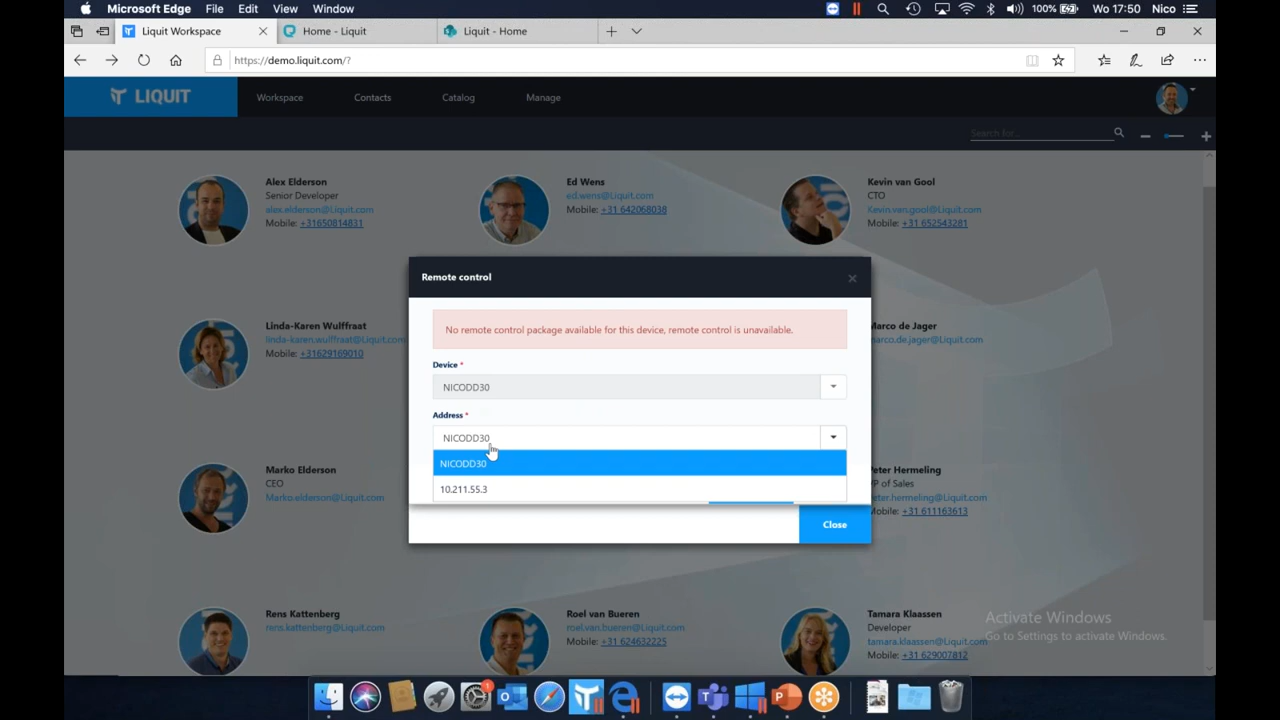 Microsoft Edge File Edit View Window 100% Wo 17:50 Nico
Liquit Workspace Home - Liquit Liquit - Home
https://demo.liquit.com/?
LIQUIT Workspace Contacts Catalog Manage
Search for...
Alex Elderson
Senior Developer
alex.elderson@Liquit.com
Mobile: +31650814831
Ed Wens
ed.wens@Liquit.com
Mobile: +31 642068038
Kevin van Gool
CTO
Kevin.van.gool@Liquit.com
Mobile: +31 652543281
Remote control
No remote control package available for this device, remote control is unavailable.
Device *
NICODD30
Address *
NICODD30
NICODD30
10.211.55.3
Close
Linda-Karen Wulffraat
linda-karen.wulffraat@Liquit.com
Mobile: +31629169010
Marco de Jager
marco.de.jager@Liquit.com
Marko Elderson
CEO
Marko.elderson@Liquit.com
Peter Hermeling
VP of Sales
peter.hermeling@Liquit.com
Mobile: +31 611163613
Rens Kattenberg
rens.kattenberg@Liquit.com
Roel van Bueren
roel.van.bueren@Liquit.com
Mobile: +31 624632225
Tamara Klaassen
Developer
tamara.klaassen@Liquit.com
Mobile: +31 629007812
Activate Windows
Go to Settings to activate Windows.